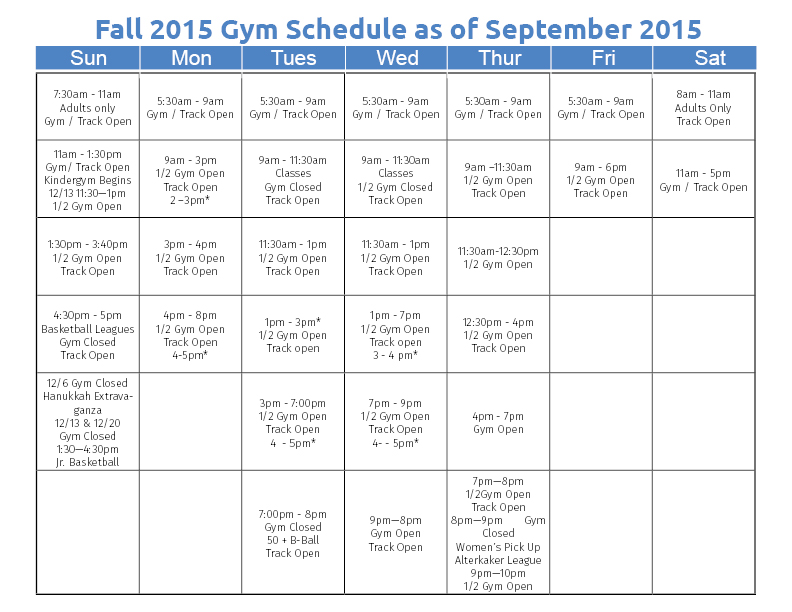 Fall 2015 Gym Schedule as of September 2015
Sun Mon Tues Wed Thur Fri Sat
7:30am - 11am
Adults only
Gym / Track Open
5:30am - 9am
Gym / Track Open
5:30am - 9am
Gym / Track Open
5:30am - 9am
Gym / Track Open
5:30am - 9am
Gym / Track Open
5:30am - 9am
Gym / Track Open
8am - 11am
Adults Only
Track Open
11am - 1:30pm
Gym/ Track Open
Kindergym Begins
12/13 11:30—1pm
1/2 Gym Open
9am - 3pm
1/2 Gym Open
Track Open
2 –3pm*
9am - 11:30am
Classes
Gym Closed
Track Open
9am - 11:30am
Classes
1/2 Gym Closed
Track Open
9am –11:30am
1/2 Gym Open
Track Open
9am - 6pm
1/2 Gym Open
Track Open
11am - 5pm
Gym / Track Open
1:30pm - 3:40pm
1/2 Gym Open
Track Open
3pm - 4pm
1/2 Gym Open
Track Open
11:30am - 1pm
1/2 Gym Open
Track Open
11:30am - 1pm
1/2 Gym Open
Track Open
11:30am-12:30pm
1/2 Gym Open
4:30pm - 5pm
Basketball Leagues
Gym Closed
Track Open
4pm - 8pm
1/2 Gym Open
Track Open
4-5pm*
1pm - 3pm*
1/2 Gym Open
Track open
1pm - 7pm
1/2 Gym Open
Track open
3 - 4 pm*
12:30pm - 4pm
1/2 Gym Open
Track Open
12/6 Gym Closed
Hanukkah Extrava-
ganza
12/13 & 12/20
Gym Closed
1:30—4:30pm
Jr. Basketball
3pm - 7:00pm
1/2 Gym Open
Track Open
4 - 5pm*
7pm - 9pm
1/2 Gym Open
Track Open
4- - 5pm*
4pm - 7pm
Gym Open
7:00pm - 8pm
Gym Closed
50 + B-Ball
Track Open
9pm—8pm
Gym Open
Track Open
7pm—8pm
1/2Gym Open
Track Open
8pm—9pm Gym
Closed
Women's Pick Up
Alterkaker League
9pm—10pm
1/2 Gym Open